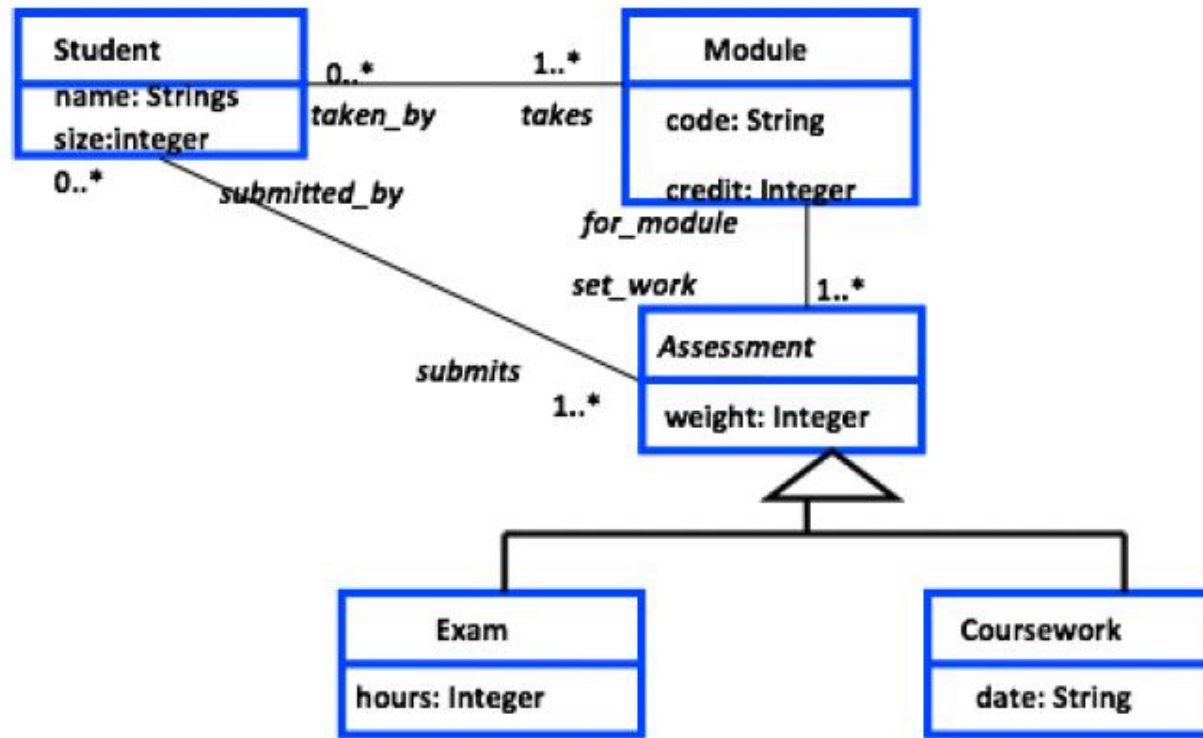 Student
name: Strings
size:integer
0..*
taken_by
1..*
takes
Module
code: String
credit: Integer
0..*
submitted_by
for_module
set_work
1..*
submits
1..*
Assessment
weight: Integer
Exam
hours: Integer
Coursework
date: String